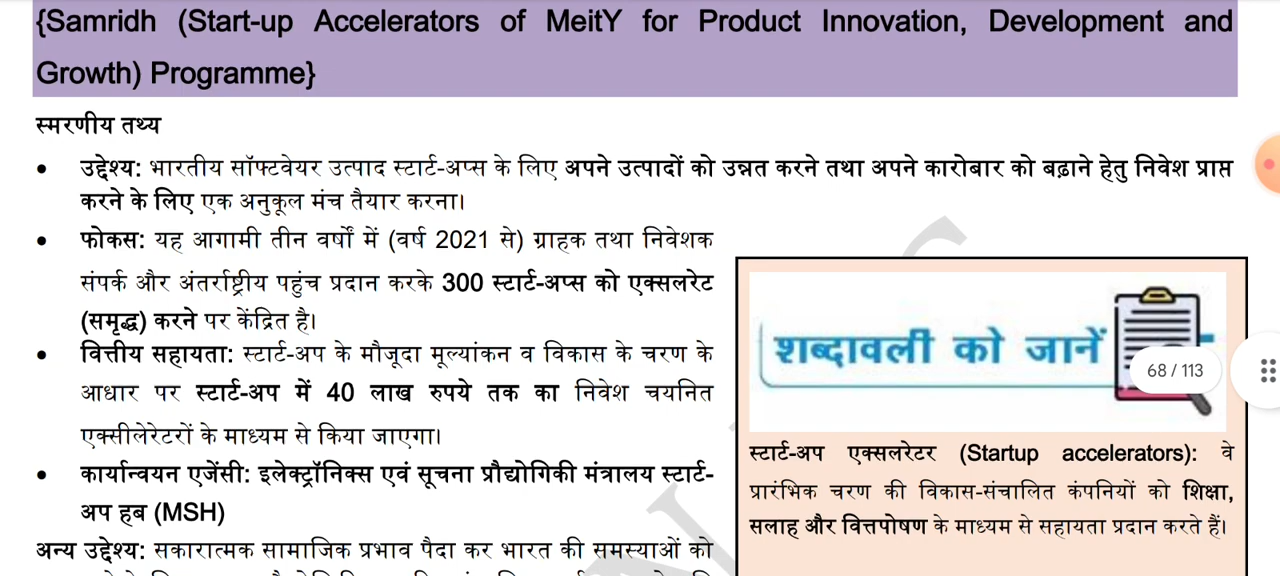 {Samridh (Start-up Accelerators of MeitY for Product Innovation, Development and
Growth) Programme}
स्मरणीय तथ्य
• उद्देश्य: भारतीय सॉफ्टवेयर उत्पाद स्टार्ट-अप्स के लिए अपने उत्पादों को उन्नत करने तथा अपने कारोबार को बढ़ाने हेतु निवेश प्राप्त
करने के लिए एक अनुकूल मंच तैयार करना।
• फोकस: यह आगामी तीन वर्षों में (वर्ष 2021 से) ग्राहक तथा निवेशक
संपर्क और अंतर्राष्ट्रीय पहुंच प्रदान करके 300 स्टार्ट-अप्स को एक्सलरेट
(समृद्ध) करने पर केंद्रित है।
• वित्तीय सहायता: स्टार्ट-अप के मौजूदा मूल्यांकन व विकास के चरण के
आधार पर स्टार्ट-अप में 40 लाख रुपये तक का निवेश चयनित
एक्सीलेरेटरों के माध्यम से किया जाएगा।
• कार्यान्वयन एजेंसी: इलेक्ट्रॉनिक्स एवं सूचना प्रौद्योगिकी मंत्रालय स्टार्ट-
अप हब (MSH)
अन्य उद्देश्य: सकारात्मक सामाजिक प्रभाव पैदा कर भारत की समस्याओं को
शब्दावली को जानें
68 / 113
स्टार्ट-अप एक्सलरेटर (Startup accelerators): वे
प्रारंभिक चरण की विकास-संचालित कंपनियों को शिक्षा,
सलाह और वित्तपोषण के माध्यम से सहायता प्रदान करते हैं।